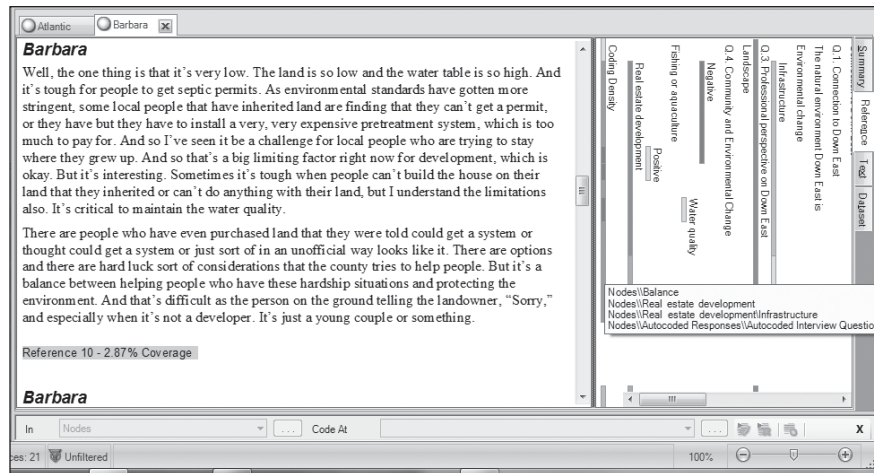 Atlantic
Barbara
Barbara
Well, the one thing is that it's very low. The land is so low and the water table is so high. And
it's tough for people to get septic permits. As environmental standards have gotten more
stringent, some local people that have inherited land are finding that they can't get a permit,
or they have but they have to install a very, very expensive pretreatment system, which is too
much to pay for. And so I've seen it be a challenge for local people who are trying to stay
where they grew up. And so that's a big limiting factor right now for development, which is
okay. But it's interesting. Sometimes it's tough when people can't build the house on their
land that they inherited or can't do anything with their land, but I understand the limitations
also. It's critical to maintain the water quality.
There are people who have even purchased land that they were told could get a system or
thought could get a system or just sort of in an unofficial way looks like it. There are options
and there are hard luck sort of considerations that the county tries to help people. But it's a
balance between helping people who have these hardship situations and protecting the
environment. And that's difficult as the person on the ground telling the landowner, “Sorry,”
and especially when it's not a developer. It's just a young couple or something.
Reference 10 - 2.87% Coverage
Barbara
Summary
Reference
Text
Dataset
Q.1. Connection to Down East
The natural environment Down East is
Environmental change
Infrastructure
Q.3. Professional perspective on Down East
Landscape
Q.4. Community and Environmental Change
Negative
Water quality
Fishing or aquaculture
Positive
Real estate development
Coding Density
Nodes\\Balance
Nodes\\Real estate development
Nodes\\Real estate development\Infrastructure
Nodes\\Autocoded Responses\\Autocoded Interview Questio
In
Nodes
...
Code At
...
X
ces: 21
Unfiltered
100%